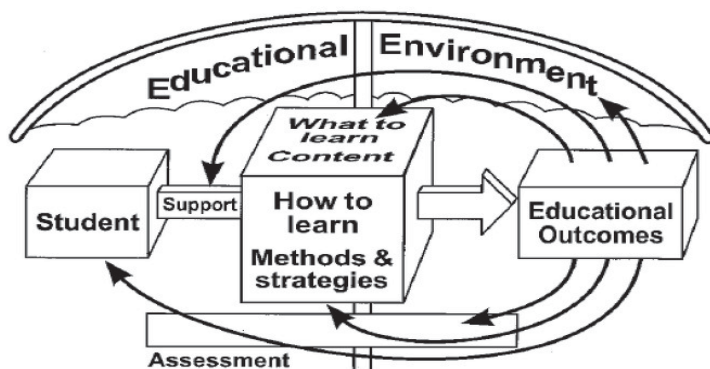 Educational Environment
What to
learn
Content
Student
Support
How to
learn
Methods &
strategies
Educational
Outcomes
Assessment